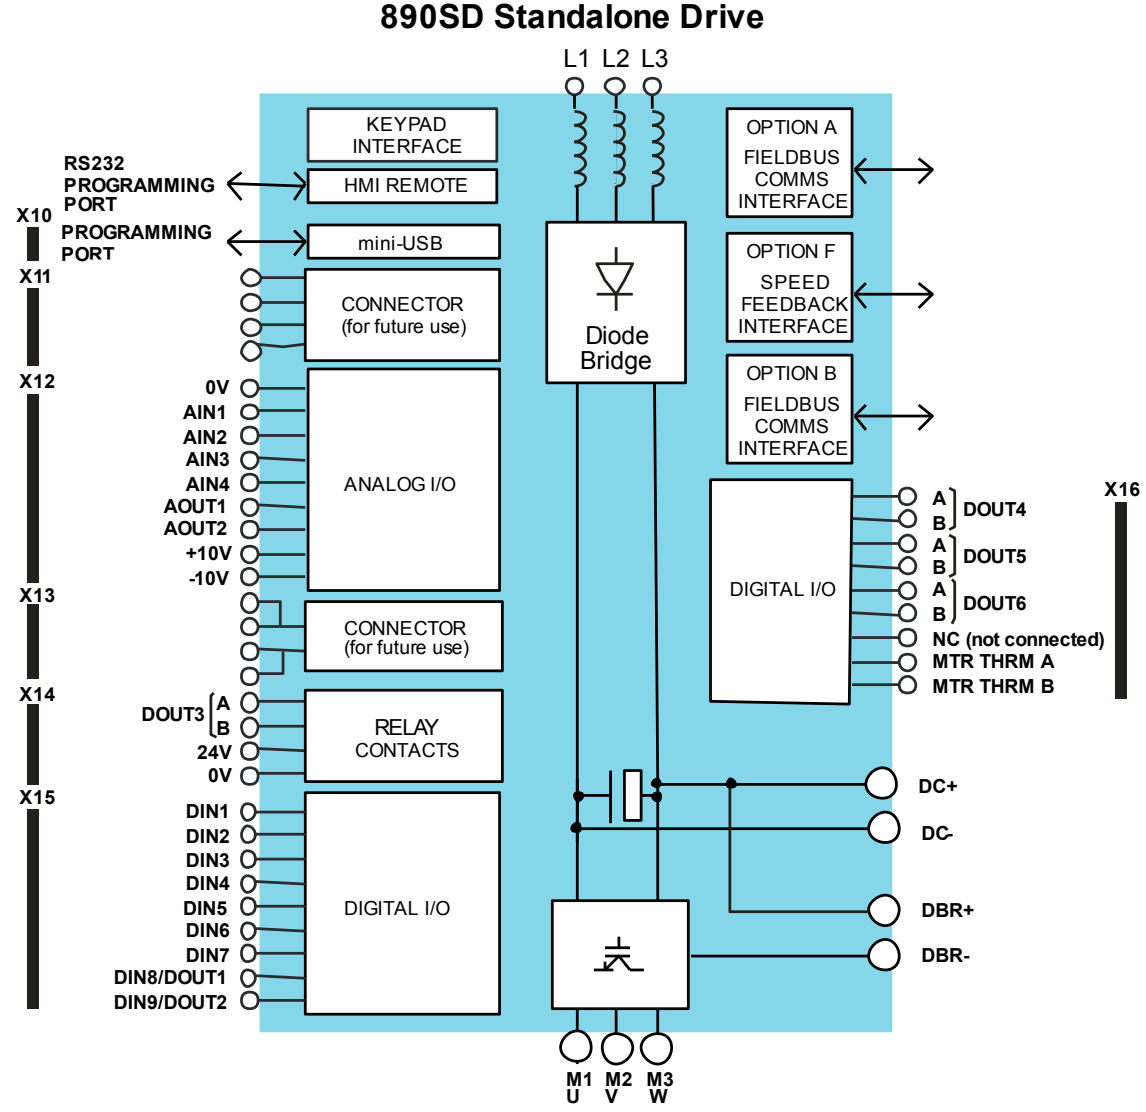 890SD Standalone Drive
L1 L2 L3
KEYPAD
INTERFACE
RS232
PROGRAMMING
PORT
HMI REMOTE
X10
PROGRAMMING
PORT
mini-USB
X11
CONNECTOR
(for future use)
X12
0V
AIN1
AIN2
AIN3
AIN4
AOUT1
AOUT2
+10V
-10V
ANALOG I/O
X13
CONNECTOR
(for future use)
X14
DOUT3
A
B
24V
0V
RELAY
CONTACTS
X15
DIN1
DIN2
DIN3
DIN4
DIN5
DIN6
DIN7
DIN8/DOUT1
DIN9/DOUT2
DIGITAL I/O
Diode
Bridge
OPTION A
FIELDBUS
COMMS
INTERFACE
OPTION F
SPEED
FEEDBACK
INTERFACE
OPTION B
FIELDBUS
COMMS
INTERFACE
DIGITAL I/O
X16
A
B
DOUT4
A
B
DOUT5
A
B
DOUT6
NC (not connected)
MTR THRM A
MTR THRM B
DC+
DC-
DBR+
DBR-
M1 M2 M3
U V W